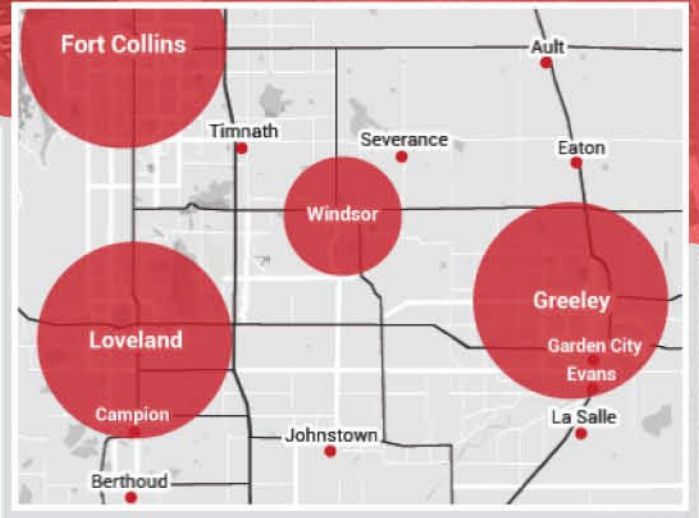 Fort Collins
Ault
Timnath
Severance
Eaton
Windsor
Greeley
Loveland
Garden City
Evans
Campion
La Salle
Johnstown
Berthoud